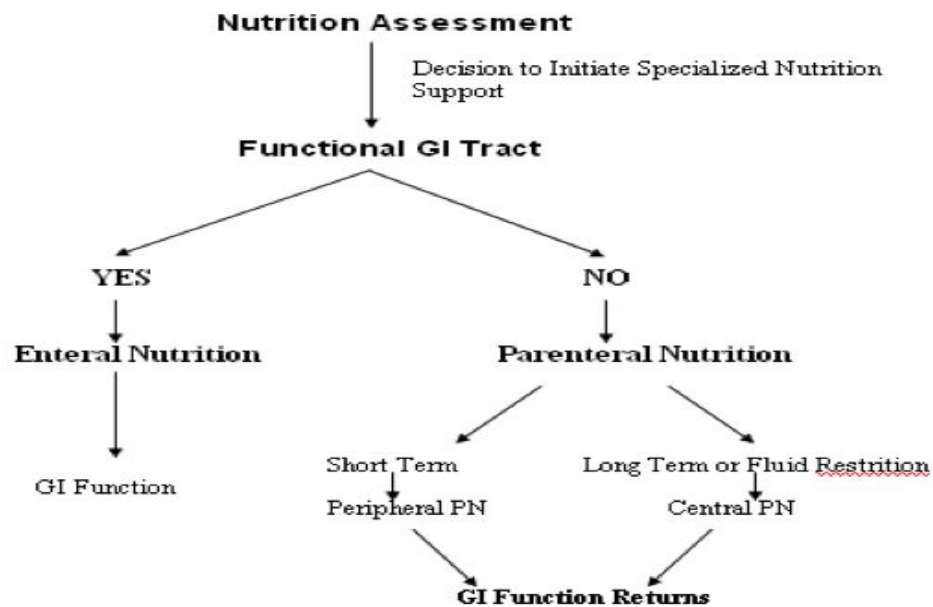 Nutrition Assessment
Decision to Initiate Specialized Nutrition
Support
Functional GI Tract
YES
NO
Enteral Nutrition
Parenteral Nutrition
Short Term
Long Term or Fluid Restrition
GI Function
Peripheral PN
Central PN
GI Function Returns